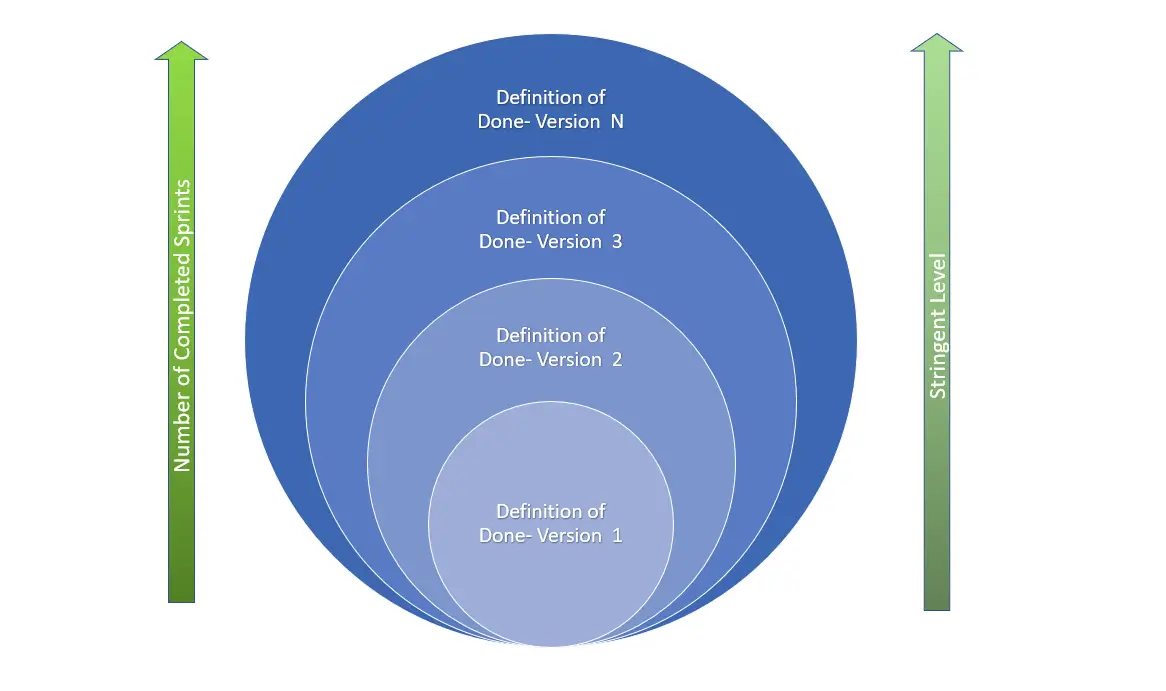 Number of Completed Sprints
Definition of
Done- Version N
Definition of
Done- Version 3
Definition of
Done- Version 2
Definition of
Done- Version 1
Stringent Level